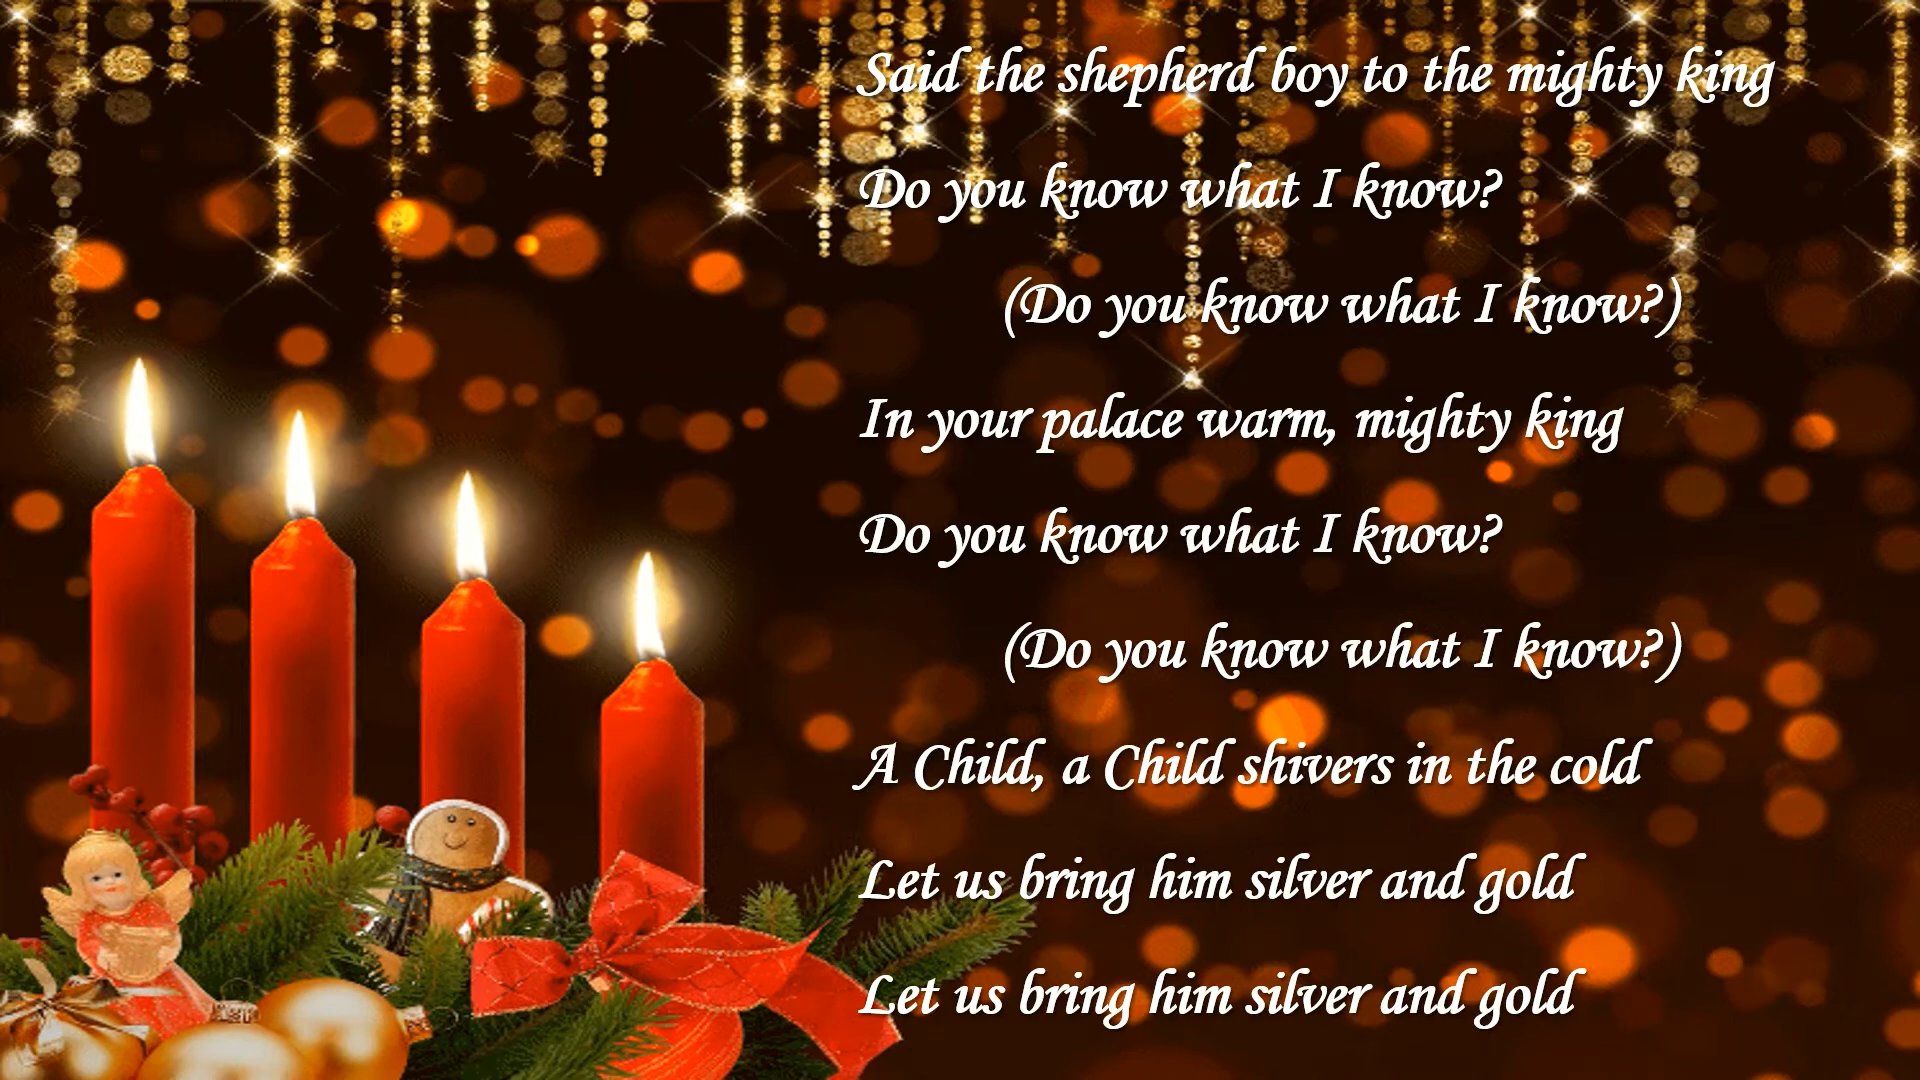 Said the shepherd boy to the mighty king
Do you know what I know?
(Do you know what I know?)
In your palace warm, mighty king
Do you know what I know?
(Do you know what I know?)
A Child, a Child shivers in the cold
Let us bring him silver and gold
Let us bring him silver and gold